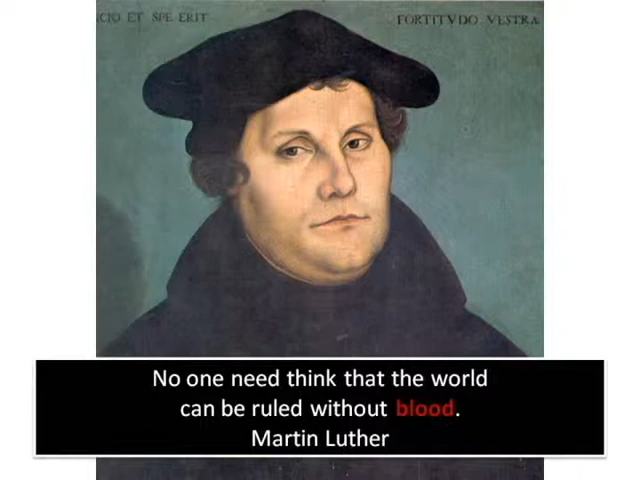 CIO ET SPE ERIT FORTITVDO VESTRA
No one need think that the world
can be ruled without blood.
Martin Luther